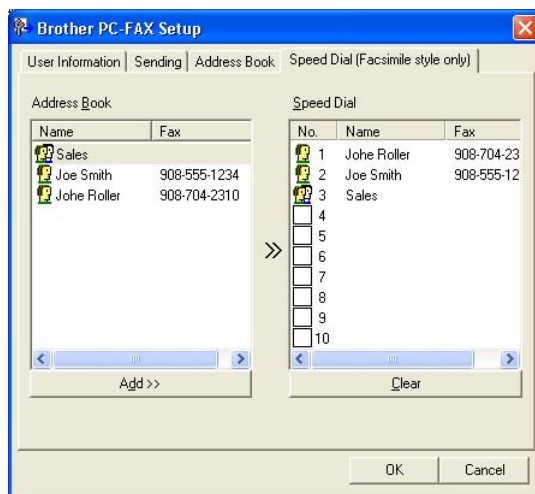 Brother PC-FAX Setup
User Information Sending Address Book Speed Dial (Facsimile style only)
Address Book
Name Fax
Sales
Joe Smith 908-555-1234
Johe Roller 908-704-2310
Add >>
Speed Dial
No. Name Fax
1 Johe Roller 908-704-23
2 Joe Smith 908-555-12
3 Sales
4
5
6
7
8
9
10
Clear
OK Cancel